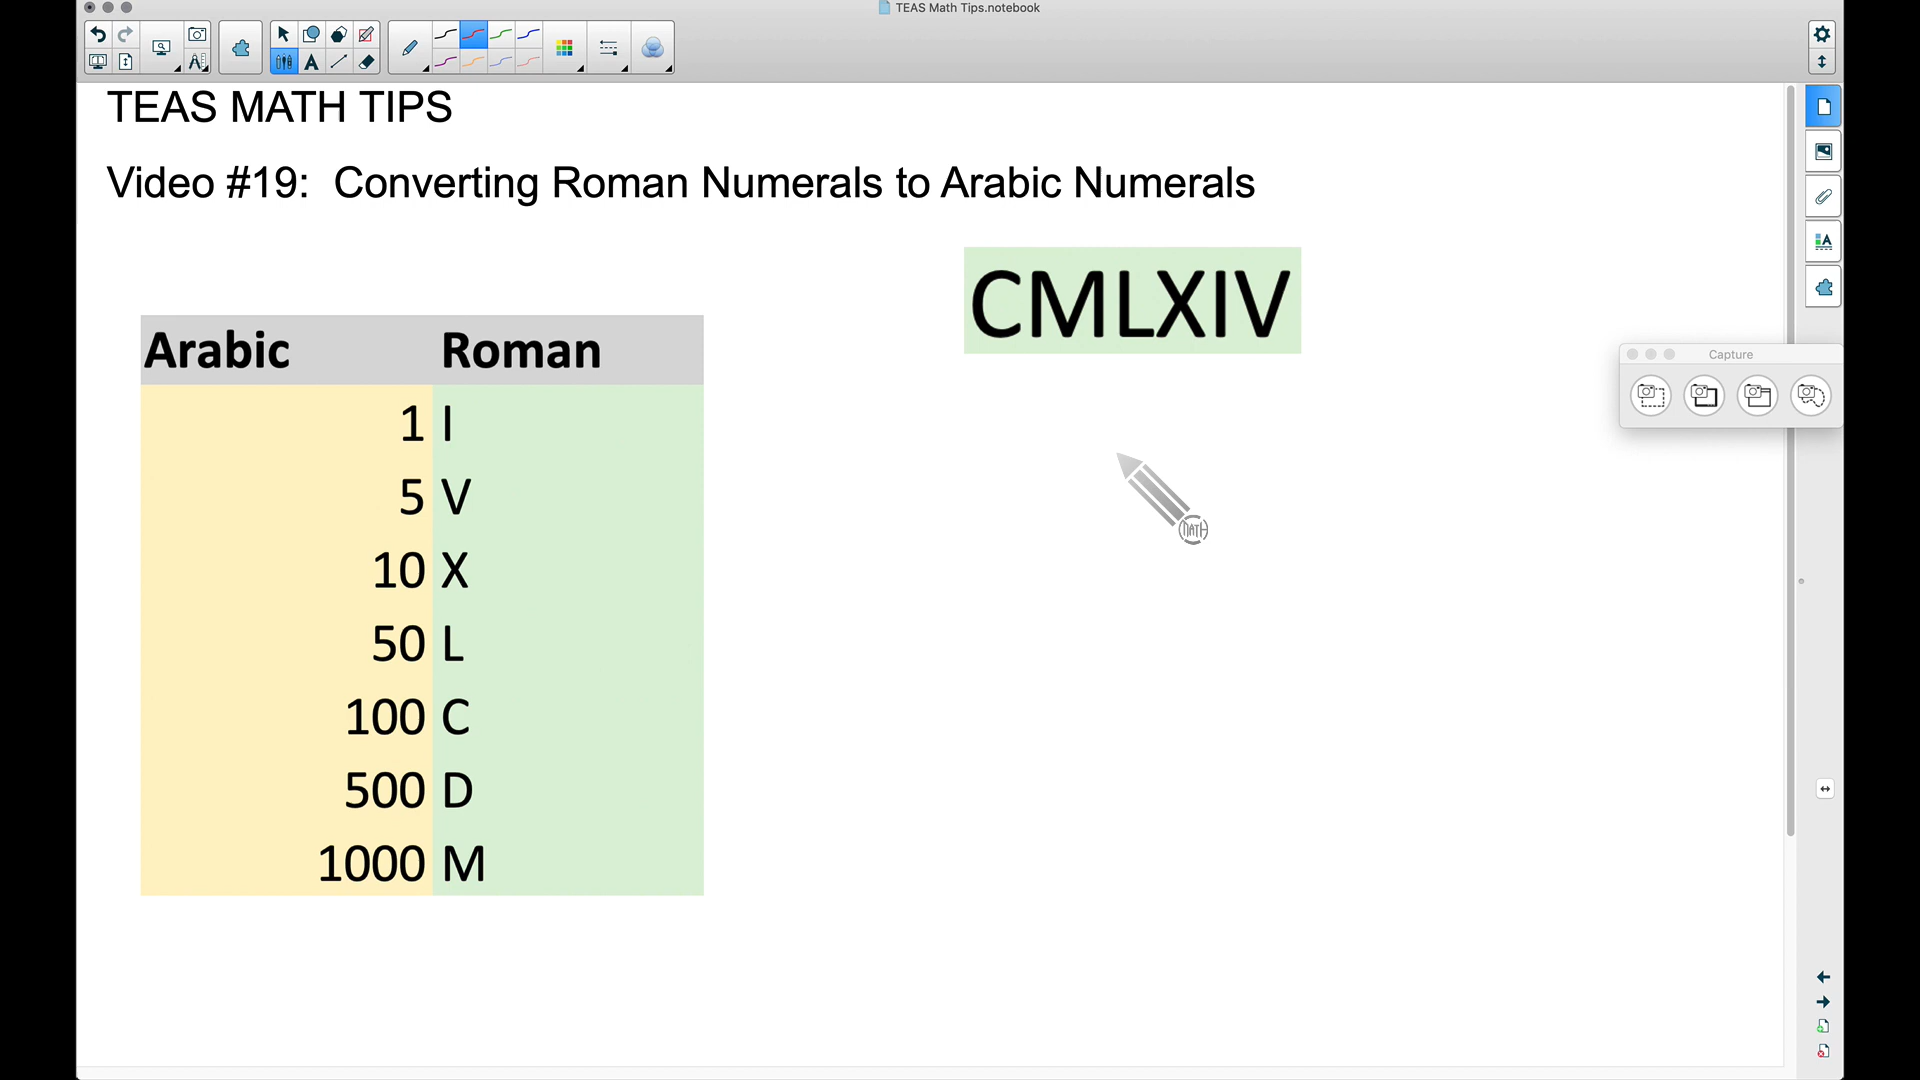 TEAS Math Tips.notebook
TEAS MATH TIPS
Video #19: Converting Roman Numerals to Arabic Numerals
CMLXIV
Arabic Roman
1 I
5 V
10 X
50 L
100 C
500 D
1000 M
Capture
MATH